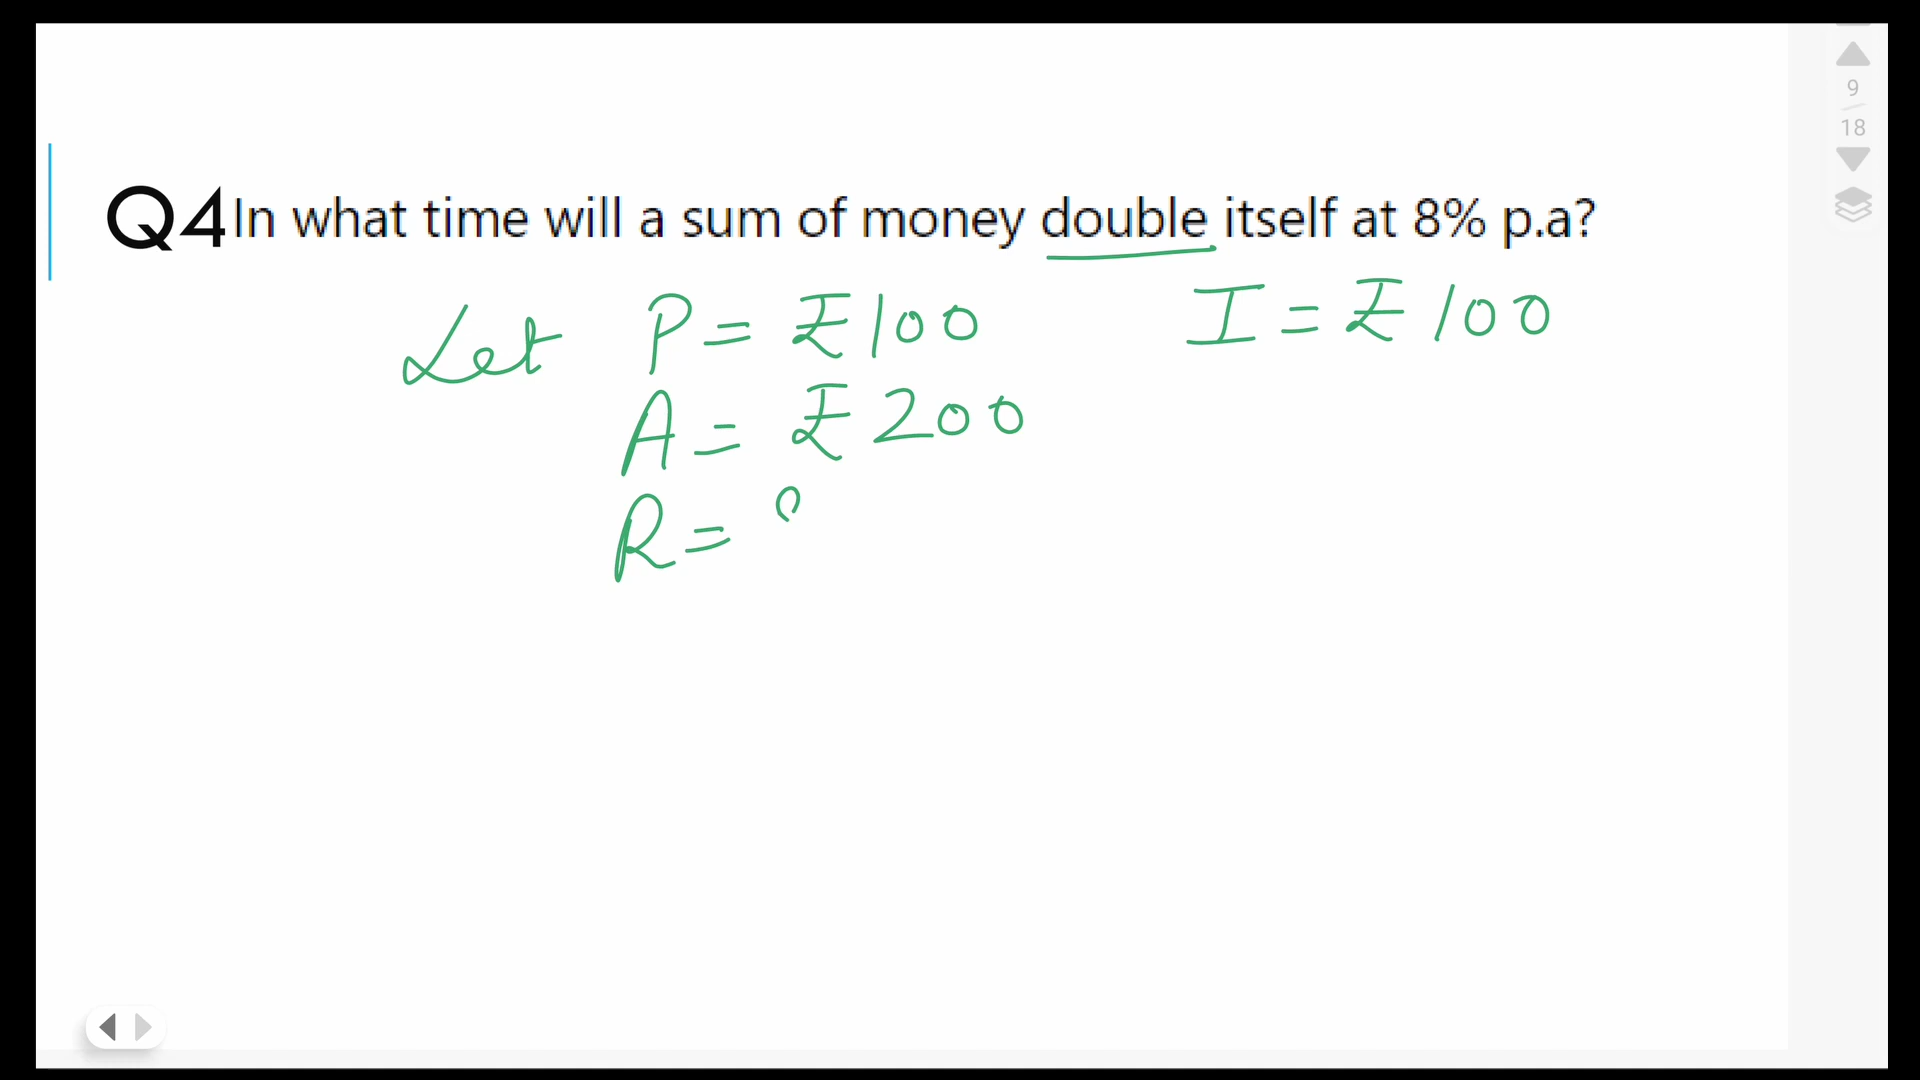 9
18
Q4 In what time will a sum of money double itself at 8% p.a?
Let P = ₹100 I = ₹100
A = ₹200
R =